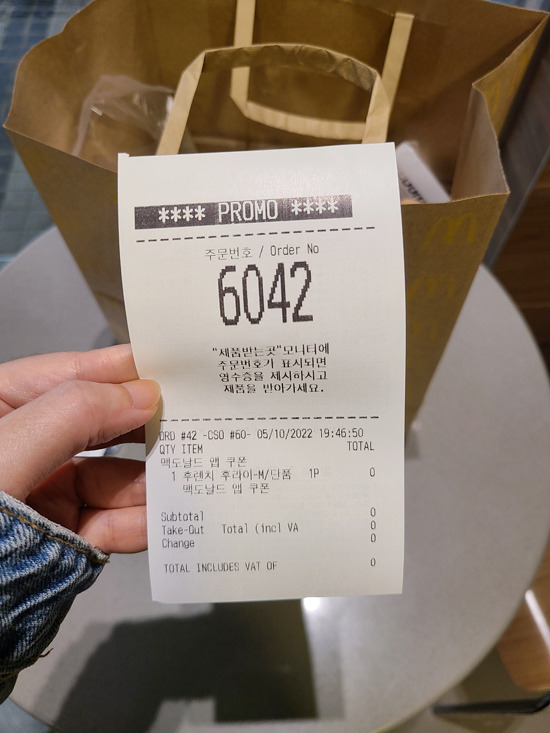 **** PROMO ****
주문번호 / Order No
6042
"제품받는곳"모니터에
주문번호가 표시되면
영수증을 제시하시고
제품을 받아가세요.
ORD #42 -CSO #60- 05/10/2022 19:46:50
QTY ITEM TOTAL
맥도날드 앱 쿠폰
1 후렌치 후라이-M/단품 1P 0
맥도날드 앱 쿠폰
Subtotal 0
Take-Out Total (incl VA 0
Change 0
TOTAL INCLUDES VAT OF 0